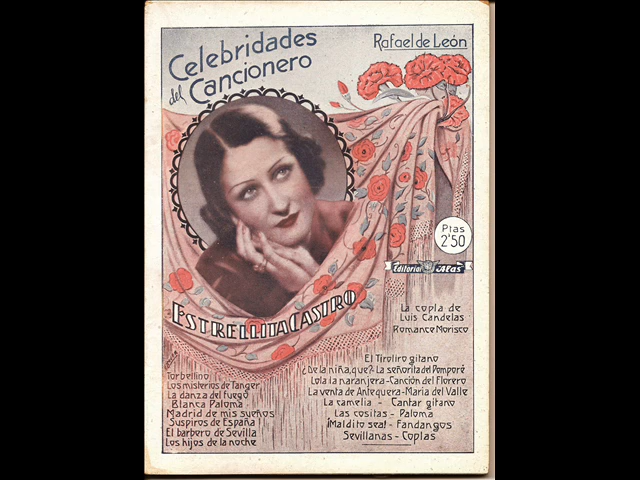 Celebridades
del Cancionero
Rafael de León
Ptas
2'50
Editorial Alas
ESTRELLITA CASTRO
La copla de
Luis Candelas
Romance Morisco
Torbellino
Los misterios de Tanger
La danza del fuego
Blanca Paloma
Madrid de mis sueños
Suspiros de España
El barbero de Sevilla
Los hijos de la noche
El Tiroliro gitano
¿De la niña, que?- La señorita del Pomporé
Lola la naranjera - Canción del Florero
La venta de Antequera - Maria del Valle
La camelia - Cantar gitano
Las cositas - Paloma
¡Maldito sea! - Fandangos
Sevillanas - Coplas